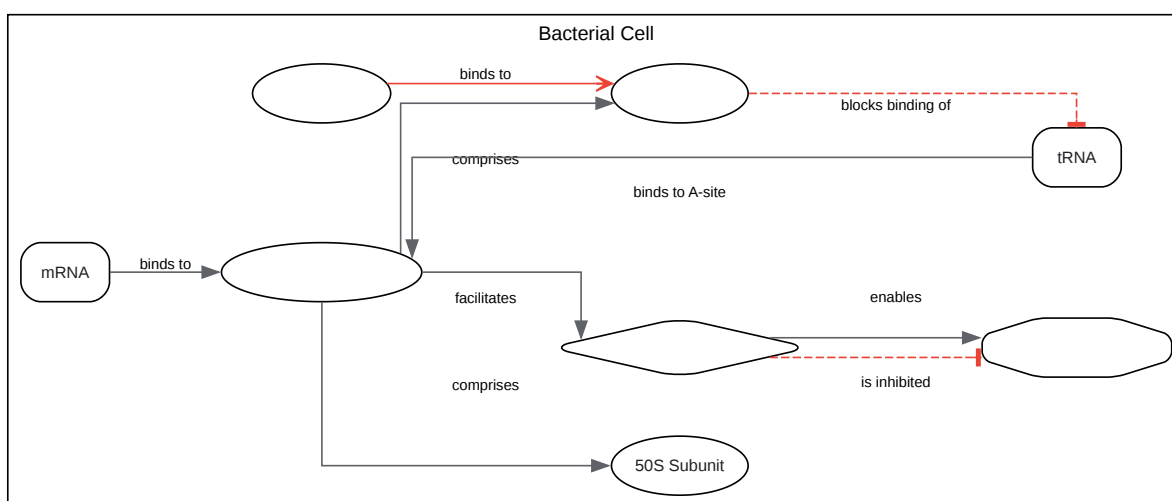 Bacterial Cell
binds to
blocks binding of
tRNA
comprises
binds to A-site
mRNA
binds to
facilitates
enables
comprises
is inhibited
50S Subunit